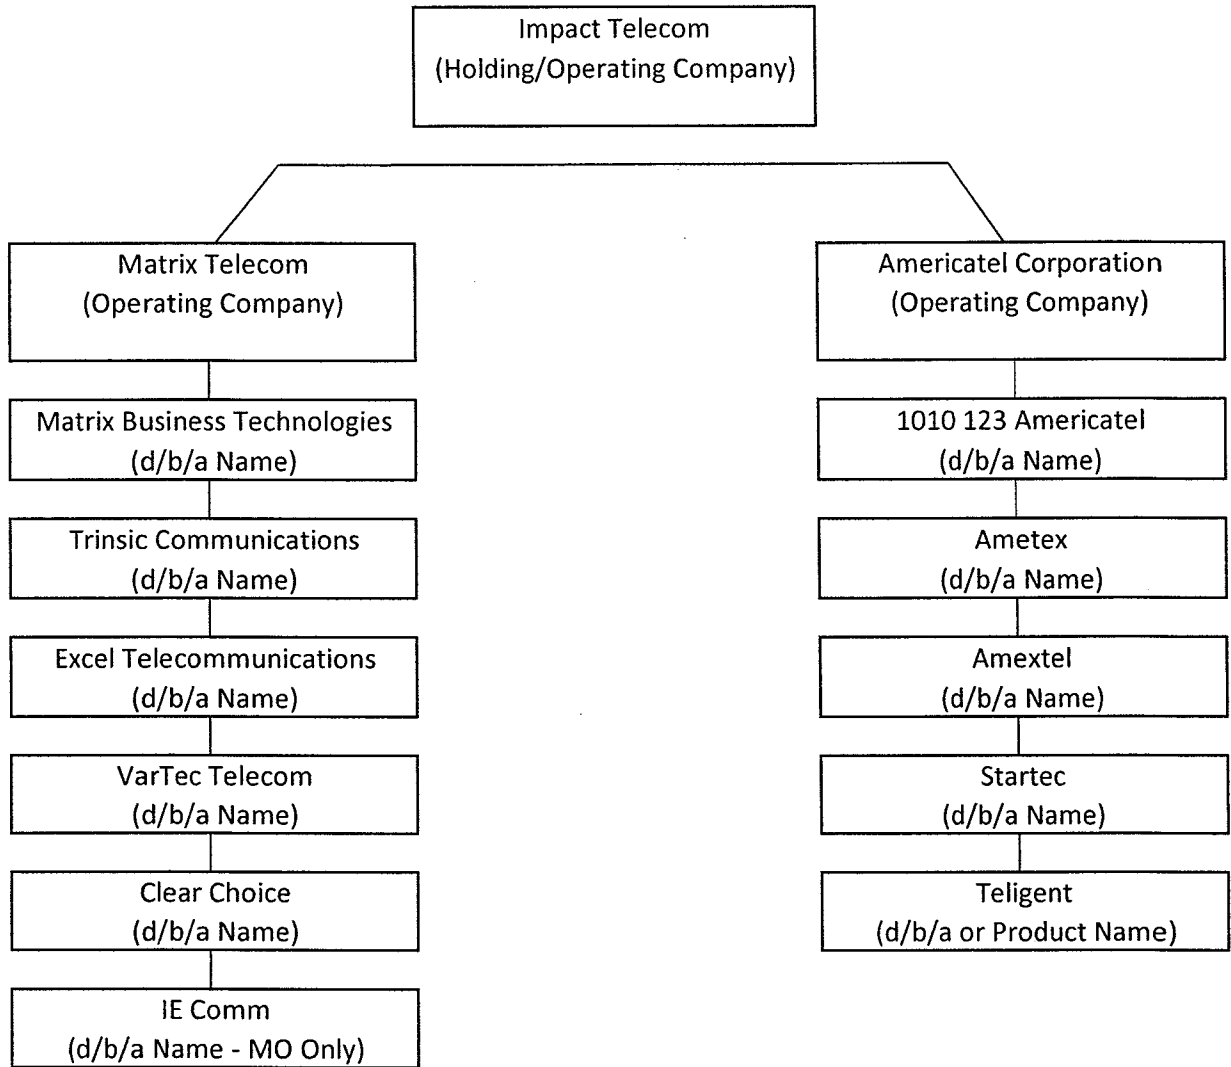 Impact Telecom
(Holding/Operating Company)
Matrix Telecom
(Operating Company)
Matrix Business Technologies
(d/b/a Name)
Trinsic Communications
(d/b/a Name)
Excel Telecommunications
(d/b/a Name)
VarTec Telecom
(d/b/a Name)
Clear Choice
(d/b/a Name)
IE Comm
(d/b/a Name - MO Only)
Americatel Corporation
(Operating Company)
1010 123 Americatel
(d/b/a Name)
Ametex
(d/b/a Name)
Amextel
(d/b/a Name)
Startec
(d/b/a Name)
Teligent
(d/b/a or Product Name)